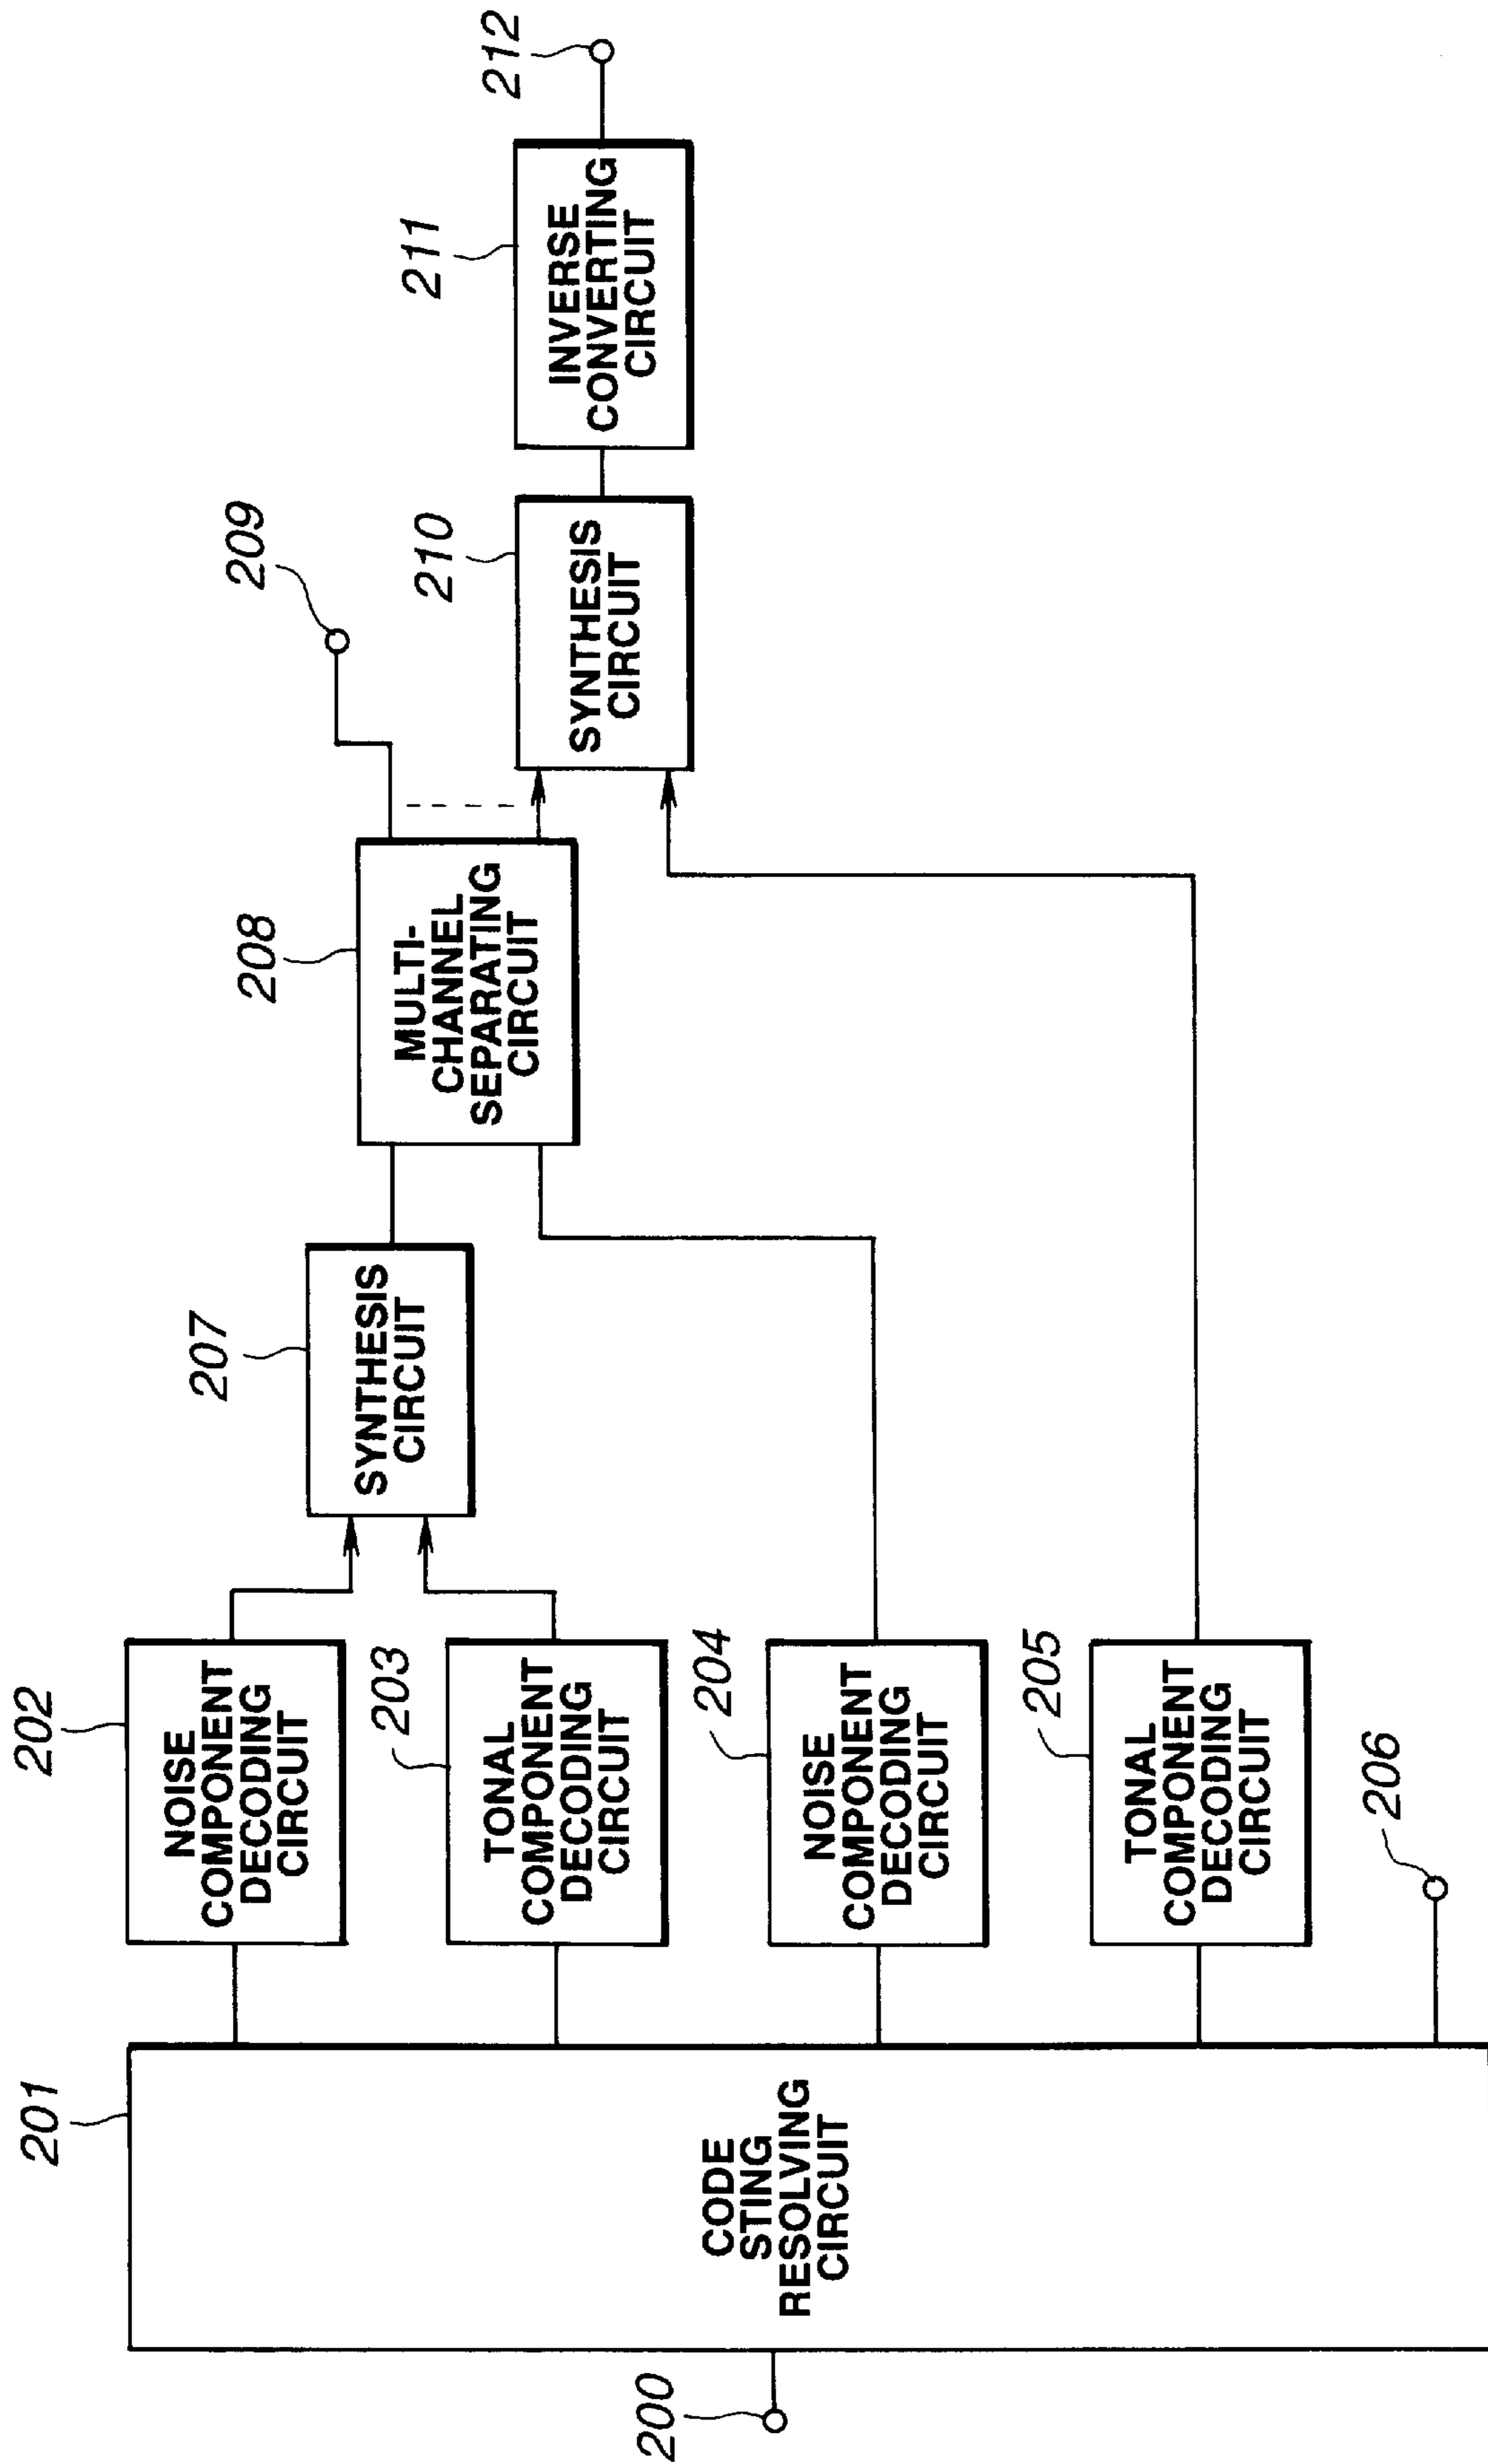 200
201
CODE
STING
RESOLVING
CIRCUIT
202
NOISE
COMPONENT
DECODING
CIRCUIT
203
TONAL
COMPONENT
DECODING
CIRCUIT
204
NOISE
COMPONENT
DECODING
CIRCUIT
205
TONAL
COMPONENT
DECODING
CIRCUIT
206
207
SYNTHESIS
CIRCUIT
208
MULTI-
CHANNEL
SEPARATING
CIRCUIT
209
210
SYNTHESIS
CIRCUIT
211
INVERSE
CONVERTING
CIRCUIT
212